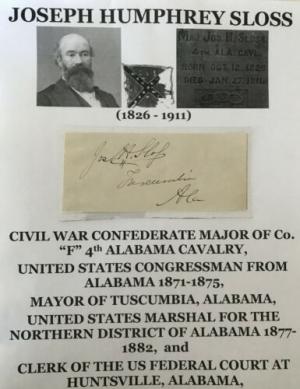 JOSEPH HUMPHREY SLOSS
MAJ. JOS. H. SLOSS
4TH ALA. CAVL.
BORN OCT. 12, 1826
DIED JAN. 27, 1911
(1826 - 1911)
Jos. H. Sloss
Tuscumbia
Ala
CIVIL WAR CONFEDERATE MAJOR OF Co.
“F” 4th ALABAMA CAVALRY,
UNITED STATES CONGRESSMAN FROM
ALABAMA 1871-1875,
MAYOR OF TUSCUMBIA, ALABAMA,
UNITED STATES MARSHAL FOR THE
NORTHERN DISTRICT OF ALABAMA 1877-
1882, and
CLERK OF THE US FEDERAL COURT AT
HUNTSVILLE, ALABAMA,